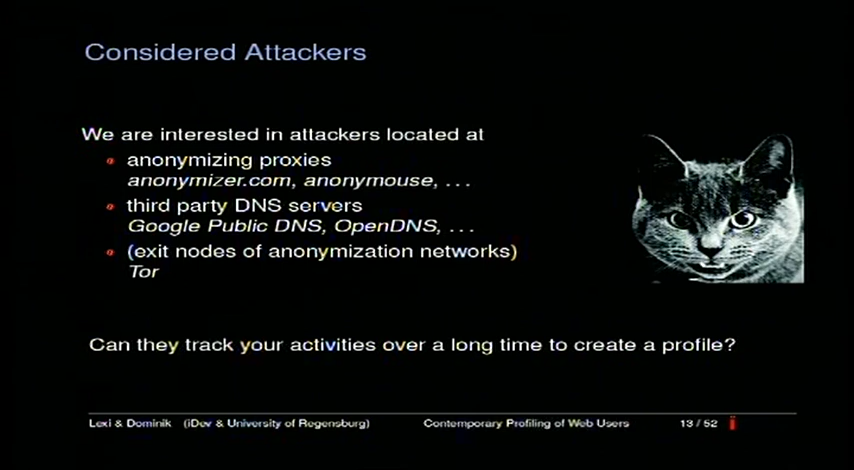 Considered Attackers
We are interested in attackers located at
anonymizing proxies
anonymizer.com, anonymouse, ...
third party DNS servers
Google Public DNS, OpenDNS, ...
(exit nodes of anonymization networks)
Tor
Can they track your activities over a long time to create a profile?
Lexi & Dominik (iDev & University of Regensburg) Contemporary Profiling of Web Users 13 / 52